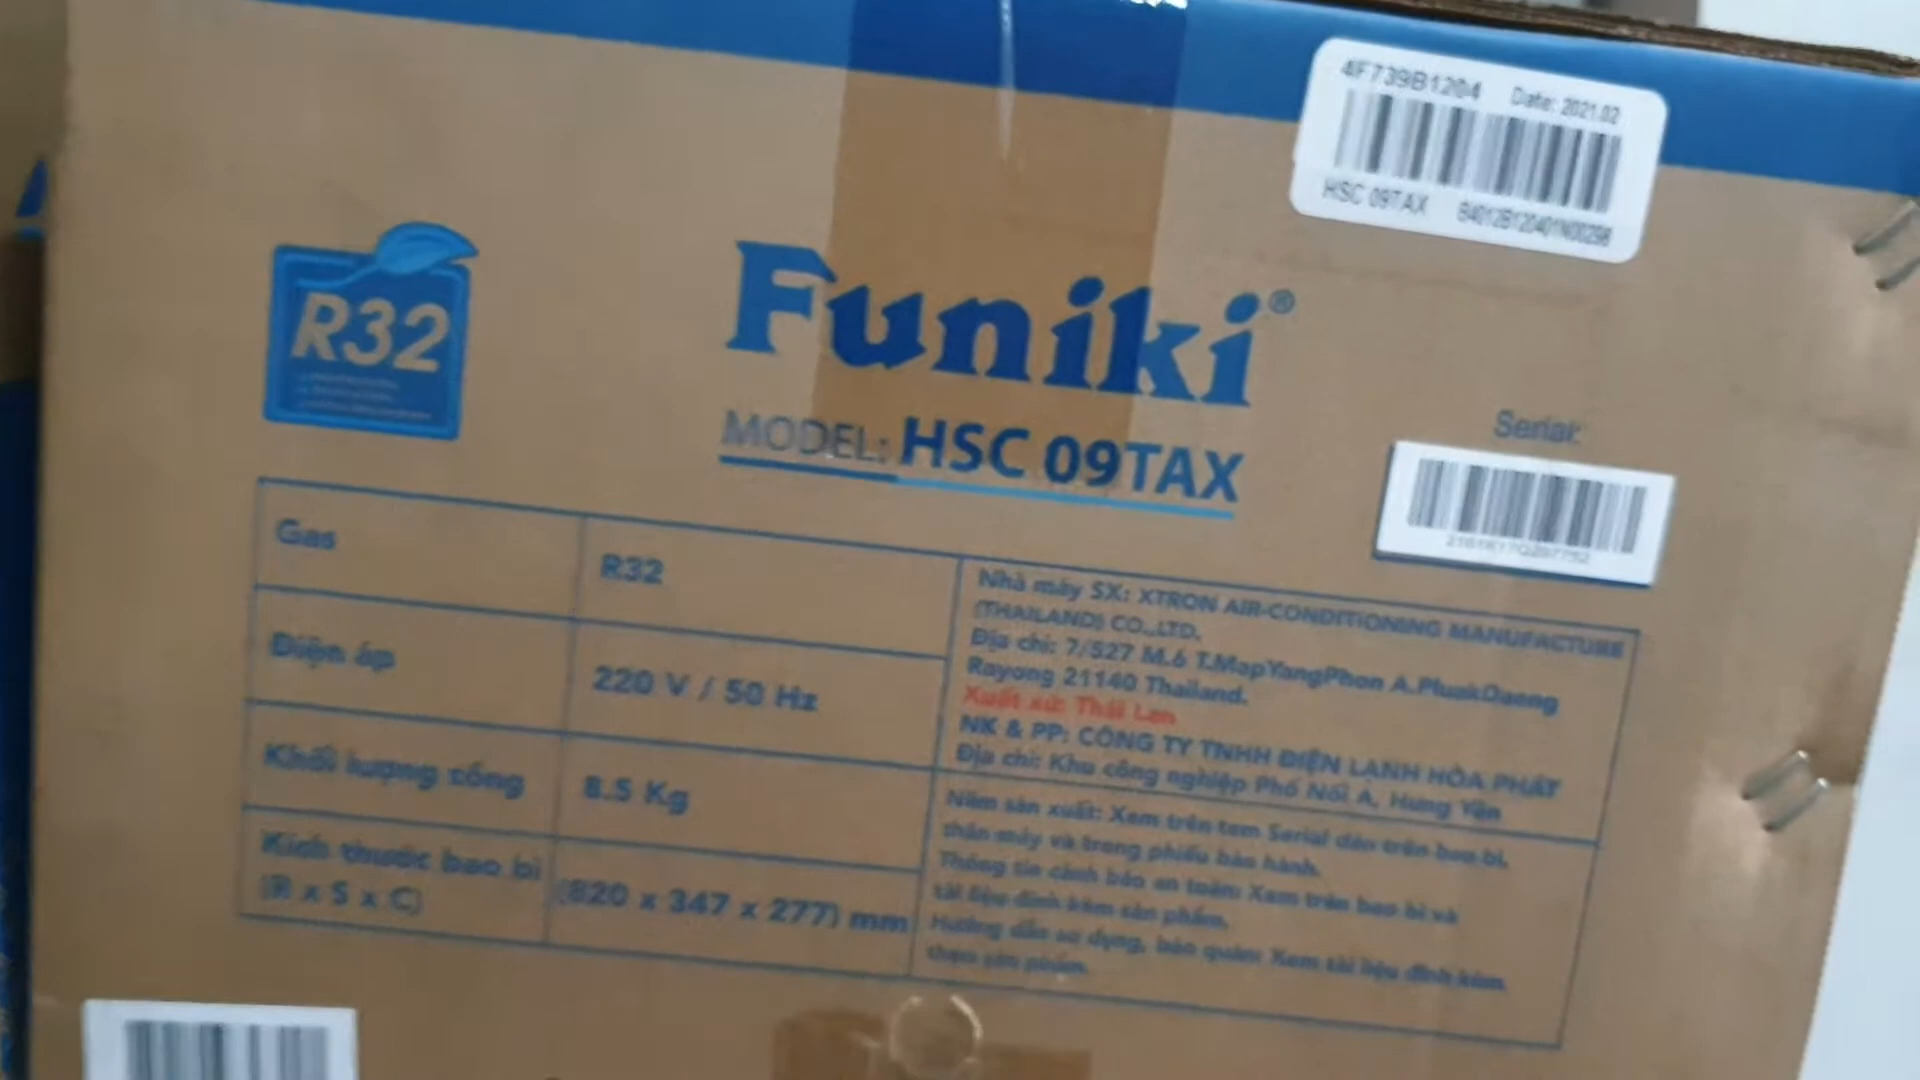 4F739B1204 Date: 2021.02
HSC 09TAX B4012B120401N00298
R32
Funiki®
MODEL: HSC 09TAX
Serial:
Gas
R32
Điện áp
220 V / 50 Hz
Khối lượng tổng
8.5 Kg
Kích thước bao bì
(R x S x C)
(820 x 347 x 277) mm
Nhà máy SX: XTRON AIR-CONDITIONING MANUFACTURE
(THAILAND) CO.,LTD.
Địa chỉ: 7/527 M.6 T.MapYangPhon A.PluakDaeng
Rayong 21140 Thailand.
Xuất xứ: Thái Lan
NK & PP: CÔNG TY TNHH ĐIỆN LẠNH HÒA PHÁT
Địa chỉ: Khu công nghiệp Phố Nối A, Hưng Yên
Năm sản xuất: Xem trên tem Serial dán trên bao bì,
thân máy và trong phiếu bảo hành.
Thông tin cảnh báo an toàn: Xem trên bao bì và
tài liệu đính kèm sản phẩm.
Hướng dẫn sử dụng, bảo quản: Xem tài liệu đính kèm
theo sản phẩm.